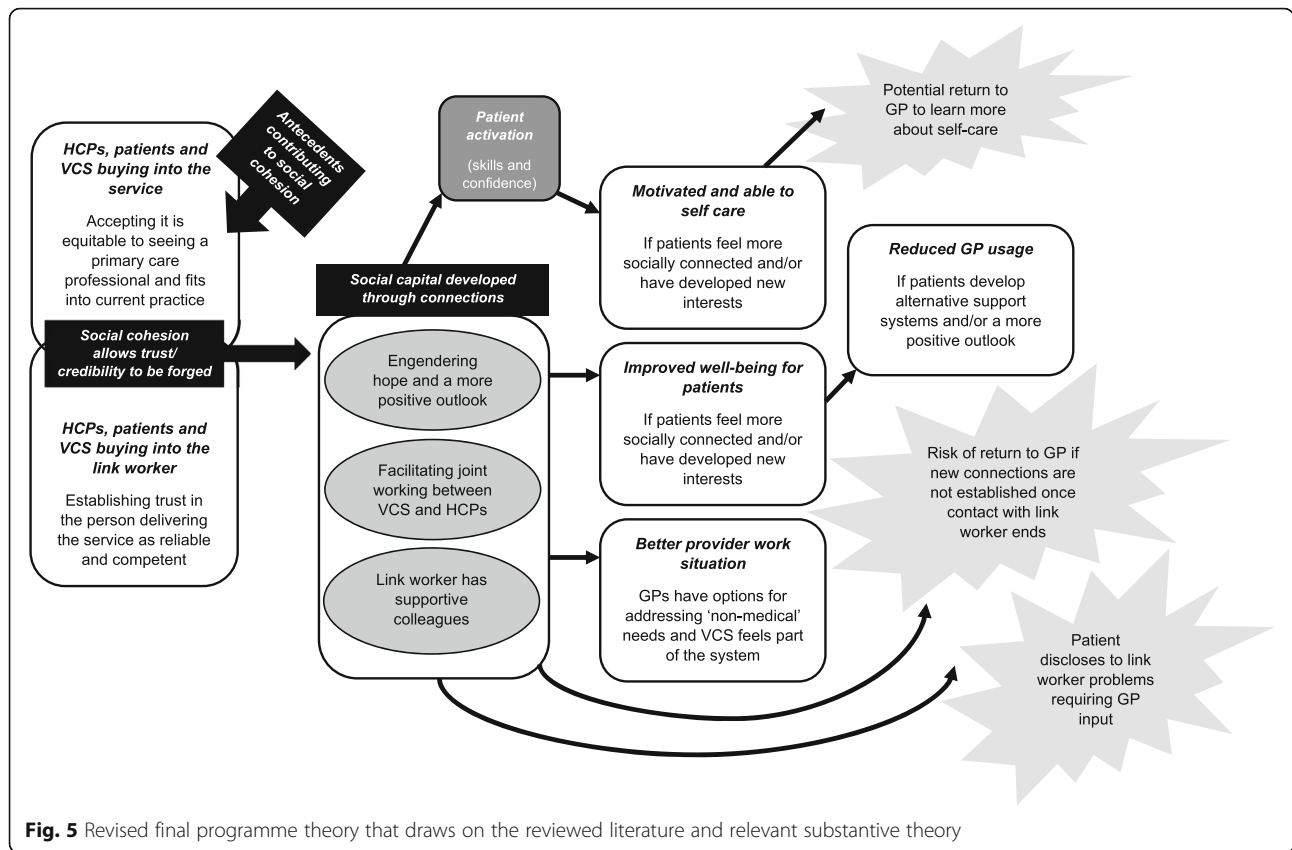 HCPs, patients and
VCS buying into the
service
Accepting it is
equitable to seeing a
primary care
professional and fits
into current practice
Antecedents
contributing
to social
cohesion
Social cohesion
allows trust/
credibility to be forged
HCPs, patients and
VCS buying into the
link worker
Establishing trust in
the person delivering
the service as reliable
and competent
Patient
activation
(skills and
confidence)
Social capital developed
through connections
Engendering
hope and a more
positive outlook
Facilitating joint
working between
VCS and HCPs
Link worker has
supportive
colleagues
Motivated and able to
self care
If patients feel more
socially connected and/or
have developed new
interests
Improved well-being for
patients
If patients feel more
socially connected and/or
have developed new
interests
Better provider work
situation
GPs have options for
addressing ‘non-medical’
needs and VCS feels part
of the system
Potential return to
GP to learn more
about self-care
Reduced GP usage
If patients develop
alternative support
systems and/or a more
positive outlook
Risk of return to GP if
new connections are
not established once
contact with link
worker ends
Patient
discloses to link
worker problems
requiring GP
input
Fig. 5 Revised final programme theory that draws on the reviewed literature and relevant substantive theory